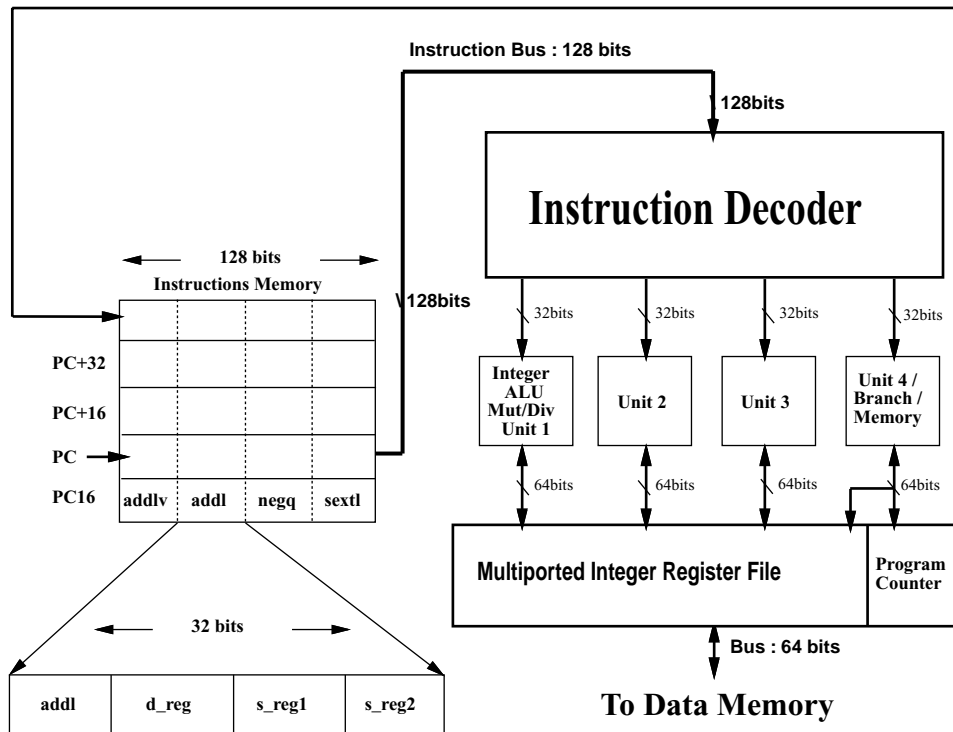 Instruction Bus : 128 bits
\ 128bits
Instruction Decoder
128 bits
Instructions Memory
\ 128bits
32bits
32bits
32bits
32bits
PC+32
PC+16
PC
PC16
addlv
addl
negq
sextl
Integer
ALU
Mut/Div
Unit 1
Unit 2
Unit 3
Unit 4 /
Branch /
Memory
64bits
64bits
64bits
64bits
Multiported Integer Register File
Program
Counter
32 bits
Bus : 64 bits
addl
d_reg
s_reg1
s_reg2
To Data Memory